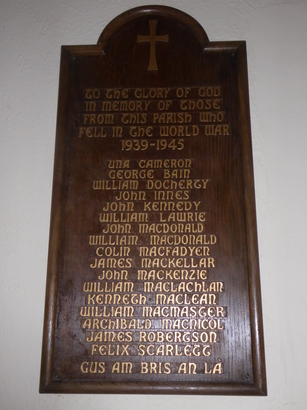 TO THE GLORY OF GOD
IN MEMORY OF THOSE
FROM THIS PARISH WHO
FELL IN THE WORLD WAR
1939-1945
UNA CAMERON
GEORGE BAIN
WILLIAM DOCHERTY
JOHN INNES
JOHN KENNEDY
WILLIAM LAWRIE
JOHN MACDONALD
WILLIAM MACDONALD
COLIN MACFADYEN
JAMES MACKELLAR
JOHN MACKENZIE
WILLIAM MACLACHLAN
KENNETH MACLEAN
WILLIAM MACMASTER
ARCHIBALD MACNICOL
JAMES ROBERTSON
FELIX SCARLETT
GUS AM BRIS AN LA